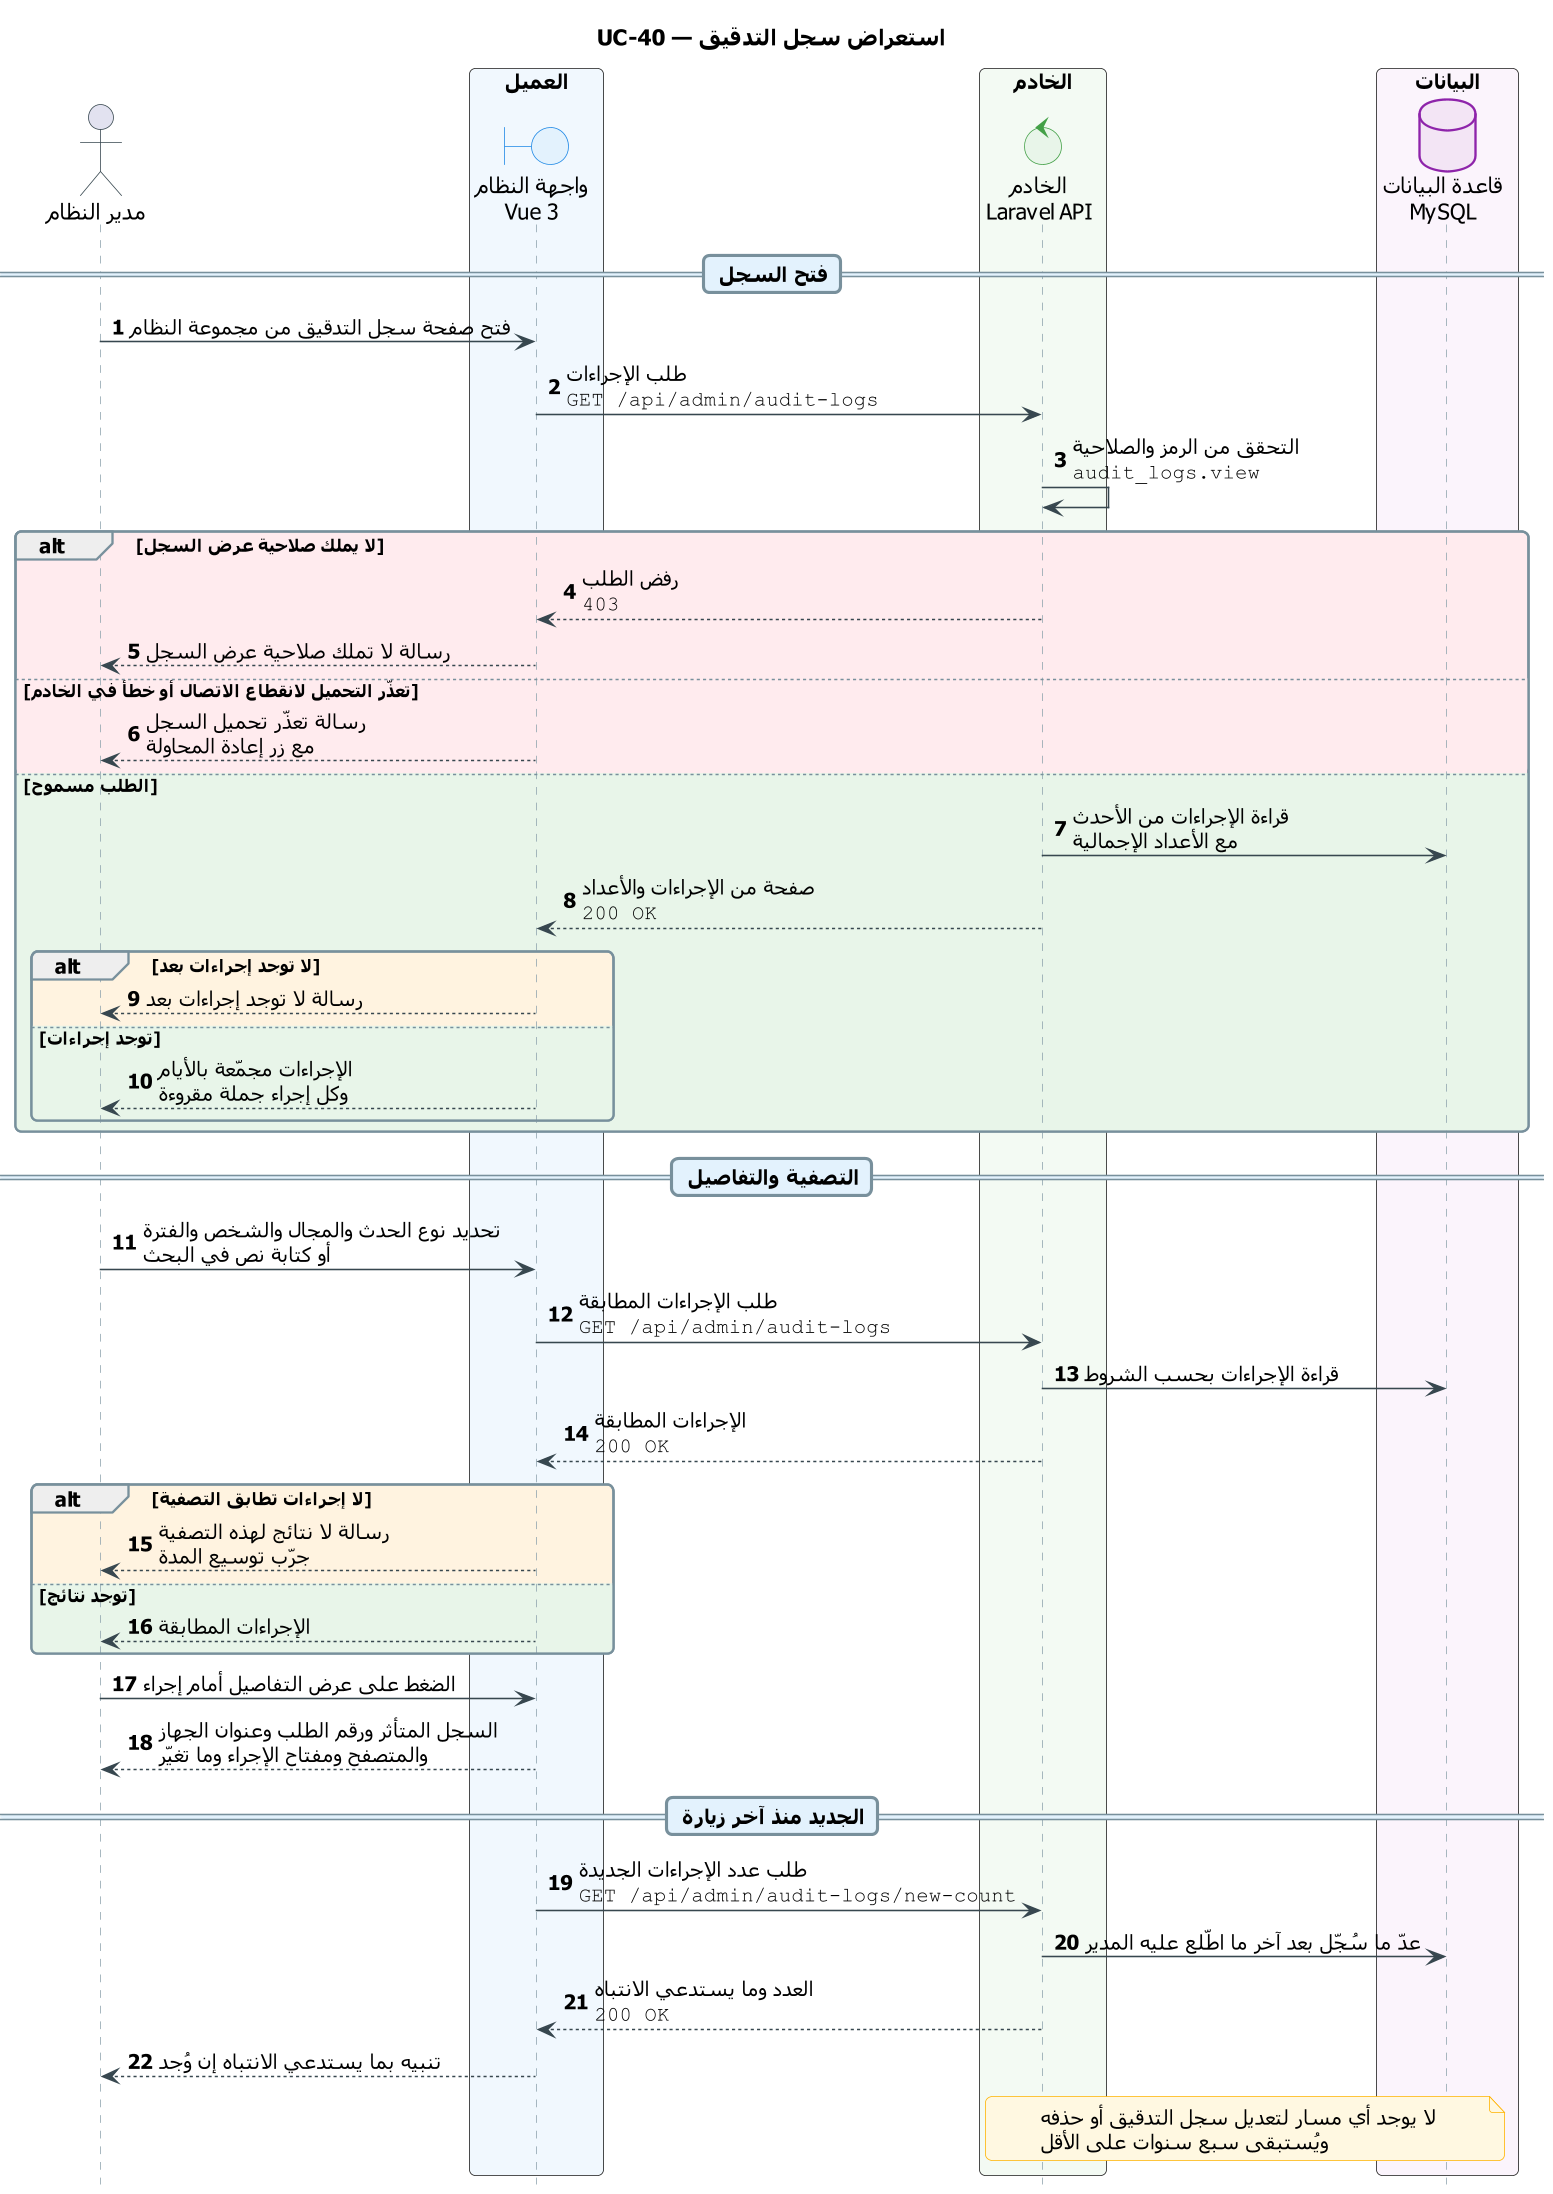 استعراض سجل التدقيق — UC-40
العميل
الخادم
البيانات
مدير النظام
واجهة النظام
Vue 3
الخادم
Laravel API
قاعدة البيانات
MySQL
فتح السجل
1 فتح صفحة سجل التدقيق من مجموعة النظام
2 طلب الإجراءات
GET /api/admin/audit-logs
3 التحقق من الرمز والصلاحية
audit_logs.view
alt [لا يملك صلاحية عرض السجل]
4 رفض الطلب
403
5 رسالة لا تملك صلاحية عرض السجل
[تعذّر التحميل لانقطاع الاتصال أو خطأ في الخادم]
6 رسالة تعذّر تحميل السجل
مع زر إعادة المحاولة
[الطلب مسموح]
7 قراءة الإجراءات من الأحدث
مع الأعداد الإجمالية
8 صفحة من الإجراءات والأعداد
200 OK
alt [لا توجد إجراءات بعد]
9 رسالة لا توجد إجراءات بعد
[توجد إجراءات]
10 الإجراءات مجمّعة بالأيام
وكل إجراء جملة مقروءة
التصفية والتفاصيل
11 تحديد نوع الحدث والمجال والشخص والفترة
أو كتابة نص في البحث
12 طلب الإجراءات المطابقة
GET /api/admin/audit-logs
13 قراءة الإجراءات بحسب الشروط
14 الإجراءات المطابقة
200 OK
alt [لا إجراءات تطابق التصفية]
15 رسالة لا نتائج لهذه التصفية
جرّب توسيع المدة
[توجد نتائج]
16 الإجراءات المطابقة
17 الضغط على عرض التفاصيل أمام إجراء
18 السجل المتأثر ورقم الطلب وعنوان الجهاز
والمتصفح ومفتاح الإجراء وما تغيّر
الجديد منذ آخر زيارة
19 طلب عدد الإجراءات الجديدة
GET /api/admin/audit-logs/new-count
20 عدّ ما سُجّل بعد آخر ما اطّلع عليه المدير
21 العدد وما يستدعي الانتباه
200 OK
22 تنبيه بما يستدعي الانتباه إن وُجد
لا يوجد أي مسار لتعديل سجل التدقيق أو حذفه
ويُستبقى سبع سنوات على الأقل